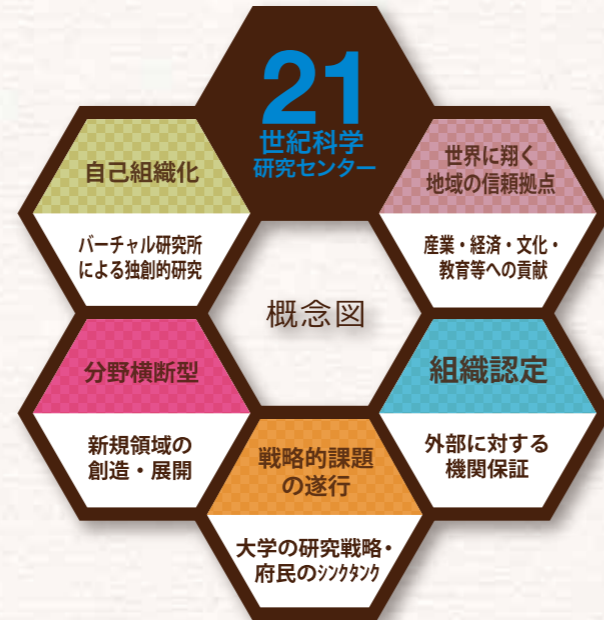 21
世紀科学
研究センター
自己組織化
バーチャル研究所
による独創的研究
世界に翔く
地域の信頼拠点
産業・経済・文化・
教育等への貢献
概念図
分野横断型
新規領域の
創造・展開
組織認定
外部に対する
機関保証
戦略的課題
の遂行
大学の研究戦略・
府民のｼﾝｸﾀﾝｸ